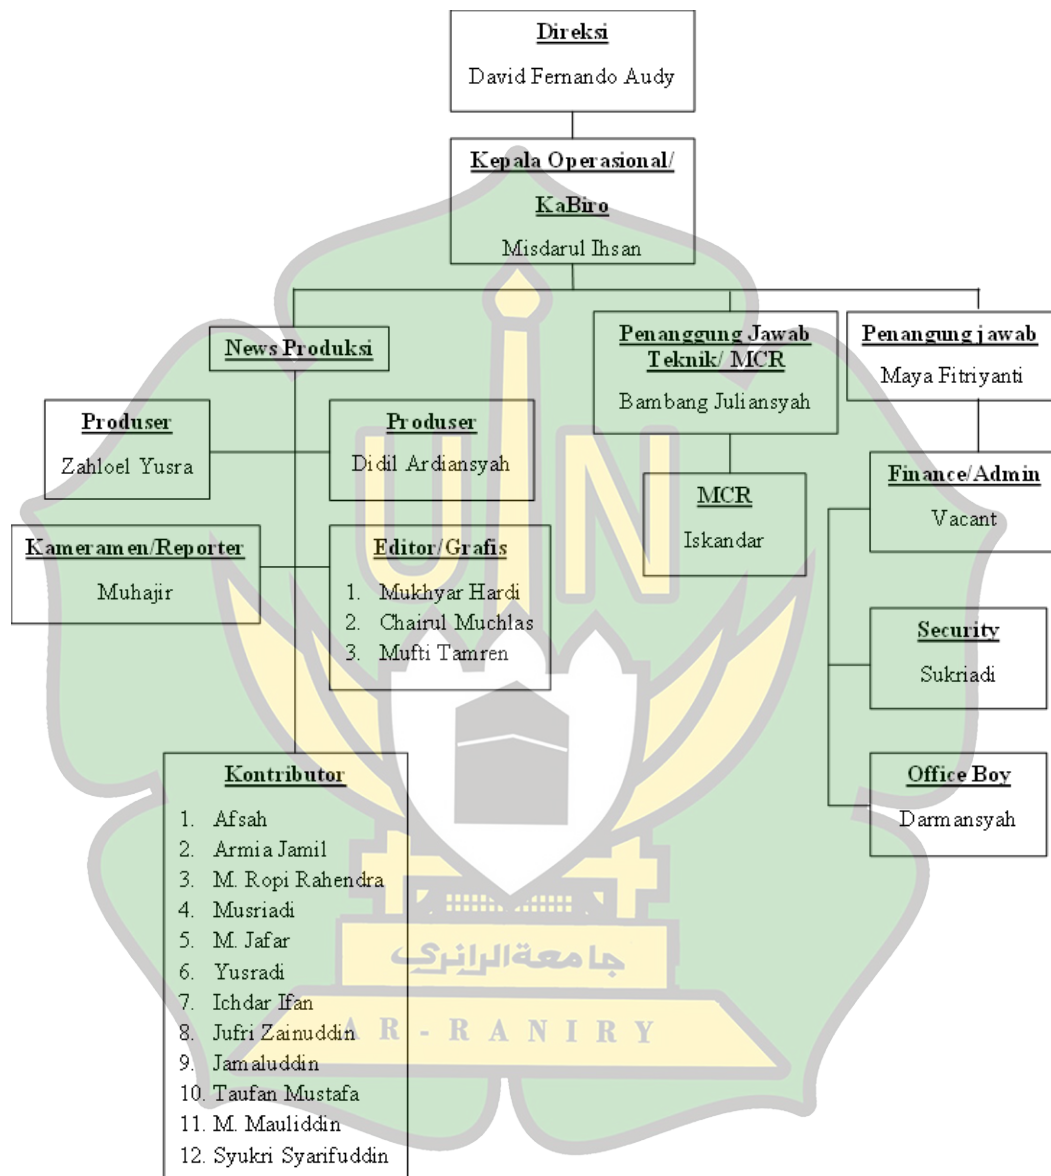 Direksi
David Fernando Audy
Kepala Operasional/
KaBiro
Misdarul Ihsan
News Produksi
Penanggung Jawab
Teknik/ MCR
Bambang Juliansyah
Penangung jawab
Maya Fitriyanti
Produser
Zahloel Yusra
Produser
Didil Ardiansyah
MCR
Iskandar
Finance/Admin
Vacant
Kameramen/Reporter
Muhajir
Editor/Grafis
1. Mukhyar Hardi
2. Chairul Muchlas
3. Mufti Tamren
Security
Sukriadi
Office Boy
Darmansyah
Kontributor
1. Afsah
2. Armia Jamil
3. M. Ropi Rahendra
4. Musriadi
5. M. Jafar
6. Yusradi
7. Ichdar Ifan
8. Jufri Zainuddin
9. Jamaluddin
10. Taufan Mustafa
11. M. Mauliddin
12. Syukri Syarifuddin
UIN
جامعة الرانري
AR-RANIRY